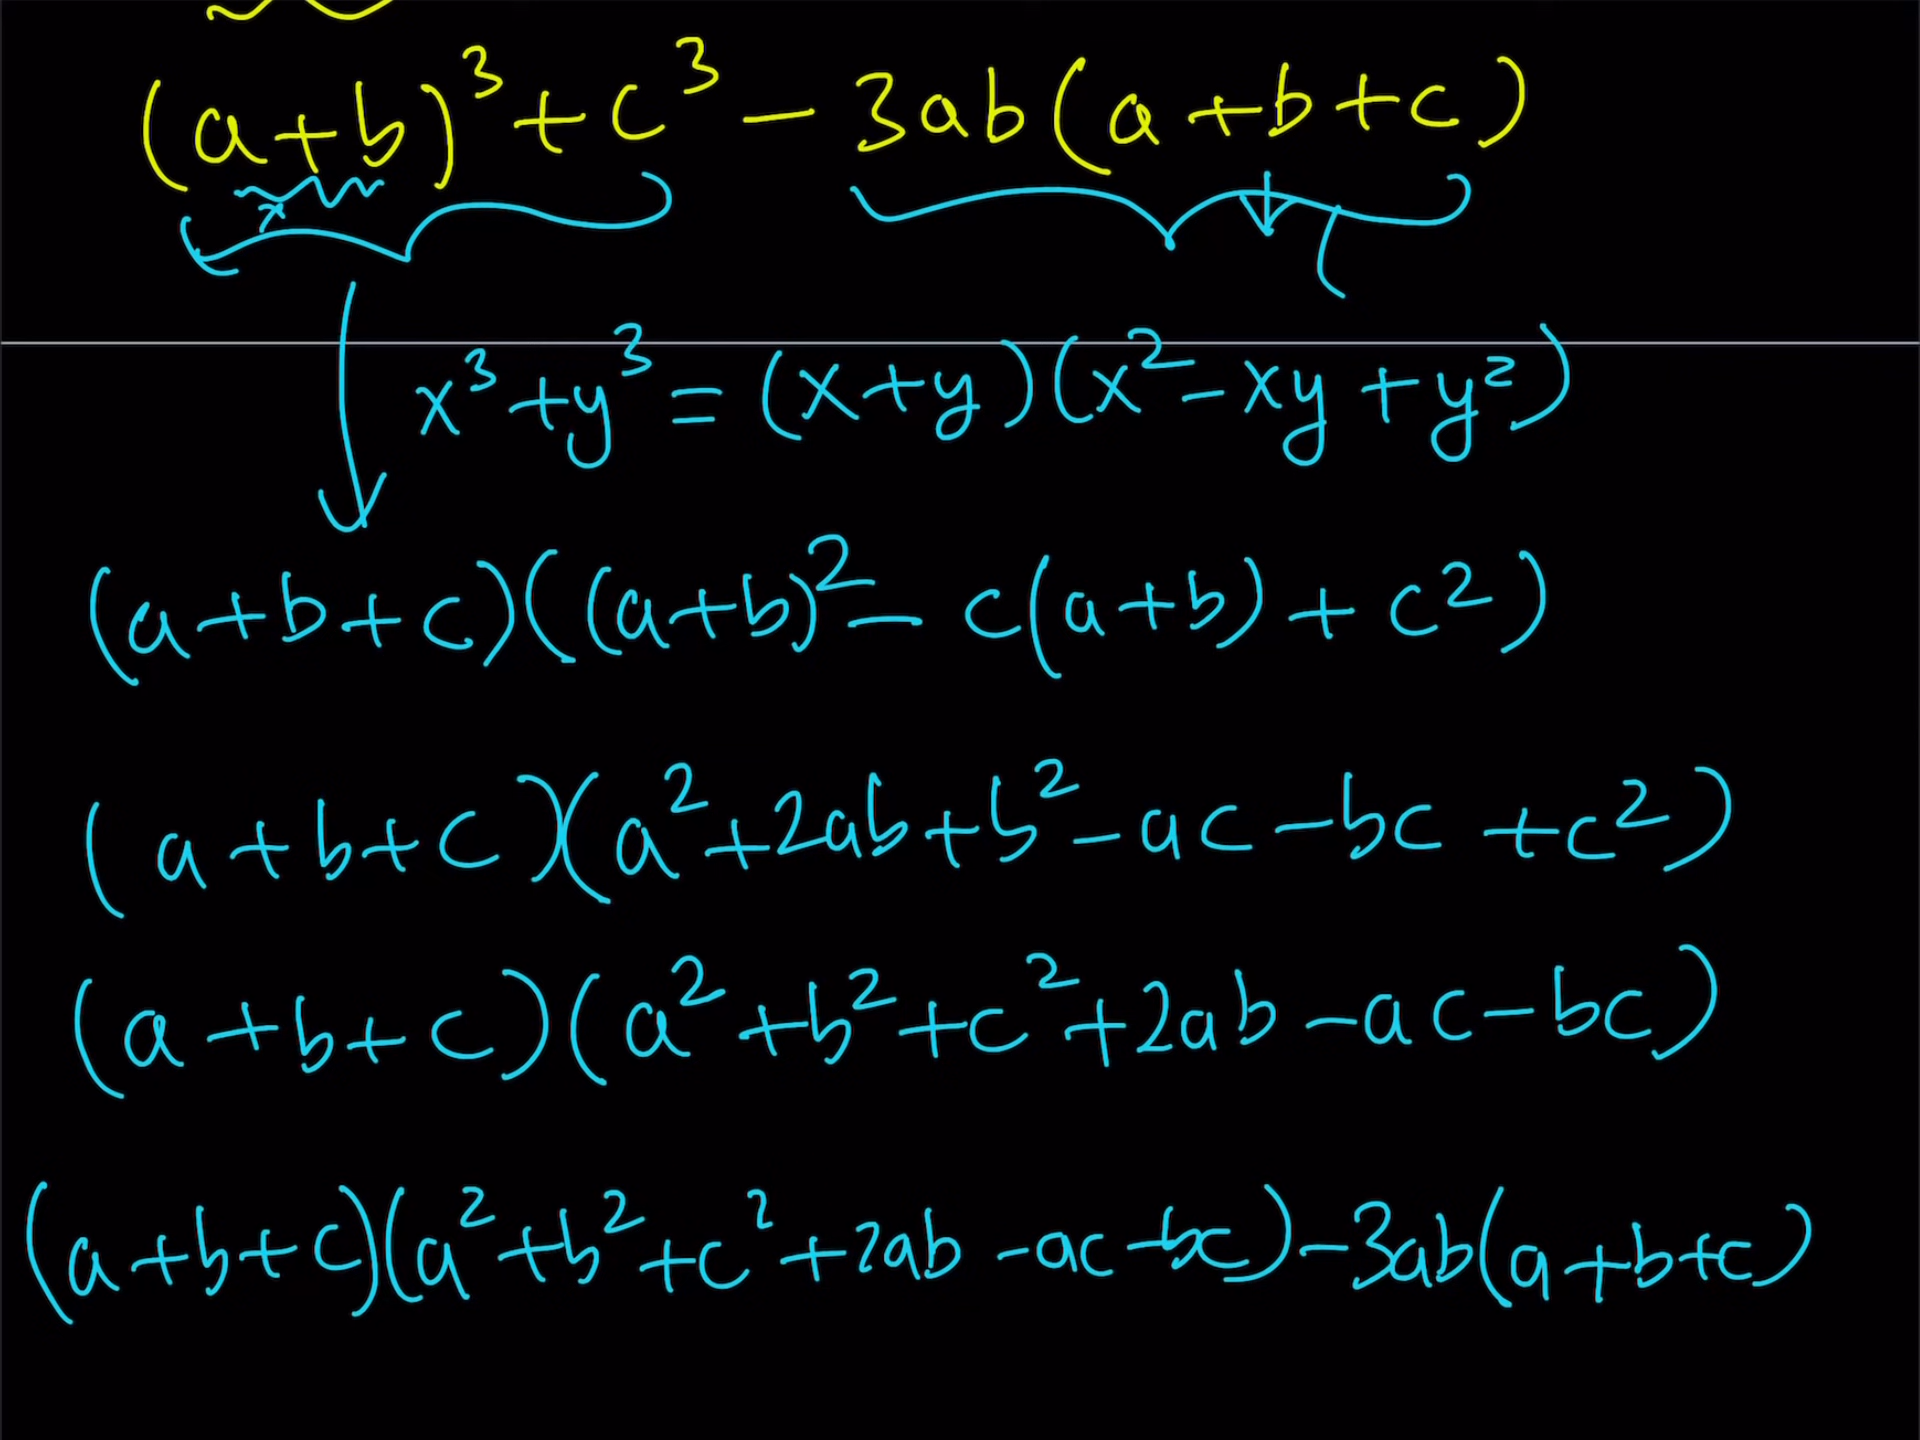 (a+b)³+c³-3ab(a+b+c)
x
x³+y³=(x+y)(x²-xy+y²)
(a+b+c)((a+b)²-c(a+b)+c²)
(a+b+c)(a²+2ab+b²-ac-bc+c²)
(a+b+c)(a²+b²+c²+2ab-ac-bc)
(a+b+c)(a²+b²+c²+2ab-ac-bc)-3ab(a+b+c)